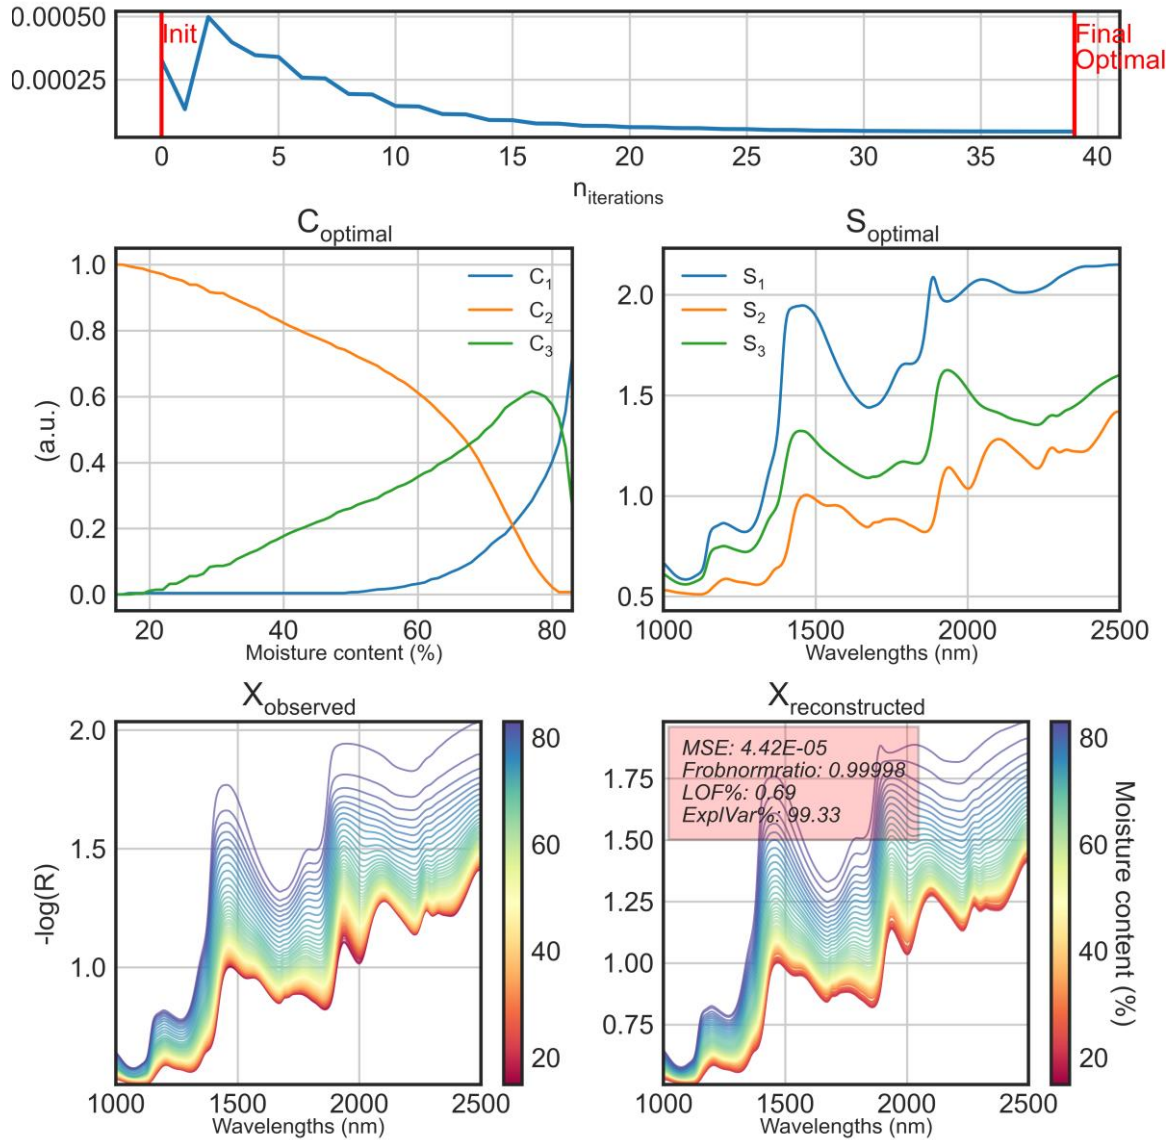 0.00050
0.00025
Init
Final
Optimal
0 5 10 15 20 25 30 35 40
n_iterations
C_optimal
S_optimal
1.0
0.8
0.6
0.4
0.2
0.0
(a.u.)
C₁
C₂
C₃
20 40 60 80
Moisture content (%)
2.0
1.5
1.0
0.5
S₁
S₂
S₃
1000 1500 2000 2500
Wavelengths (nm)
X_observed
X_reconstructed
2.0
1.5
1.0
-log(R)
1000 1500 2000 2500
Wavelengths (nm)
80
60
40
20
1.75
1.50
1.25
1.00
0.75
MSE: 4.42E-05
Frobnormratio: 0.99998
LOF%: 0.69
ExplVar%: 99.33
1000 1500 2000 2500
Wavelengths (nm)
80
60
40
20
Moisture content (%)